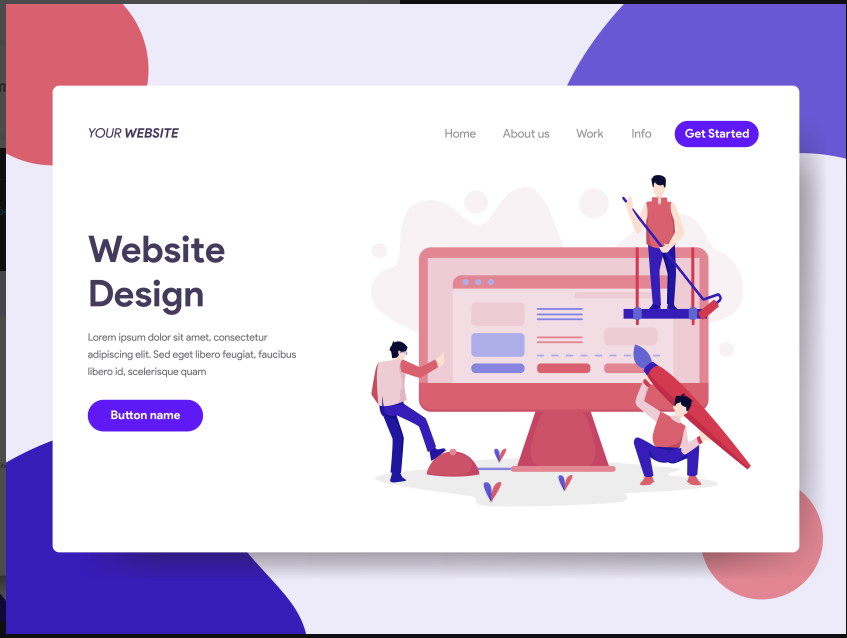 YOUR WEBSITE
Home
About us
Work
Info
Get Started
Website
Design
Lorem ipsum dolor sit amet, consectetur
adipiscing elit. Sed eget libero feugiat, faucibus
libero id, scelerisque quam
Button name